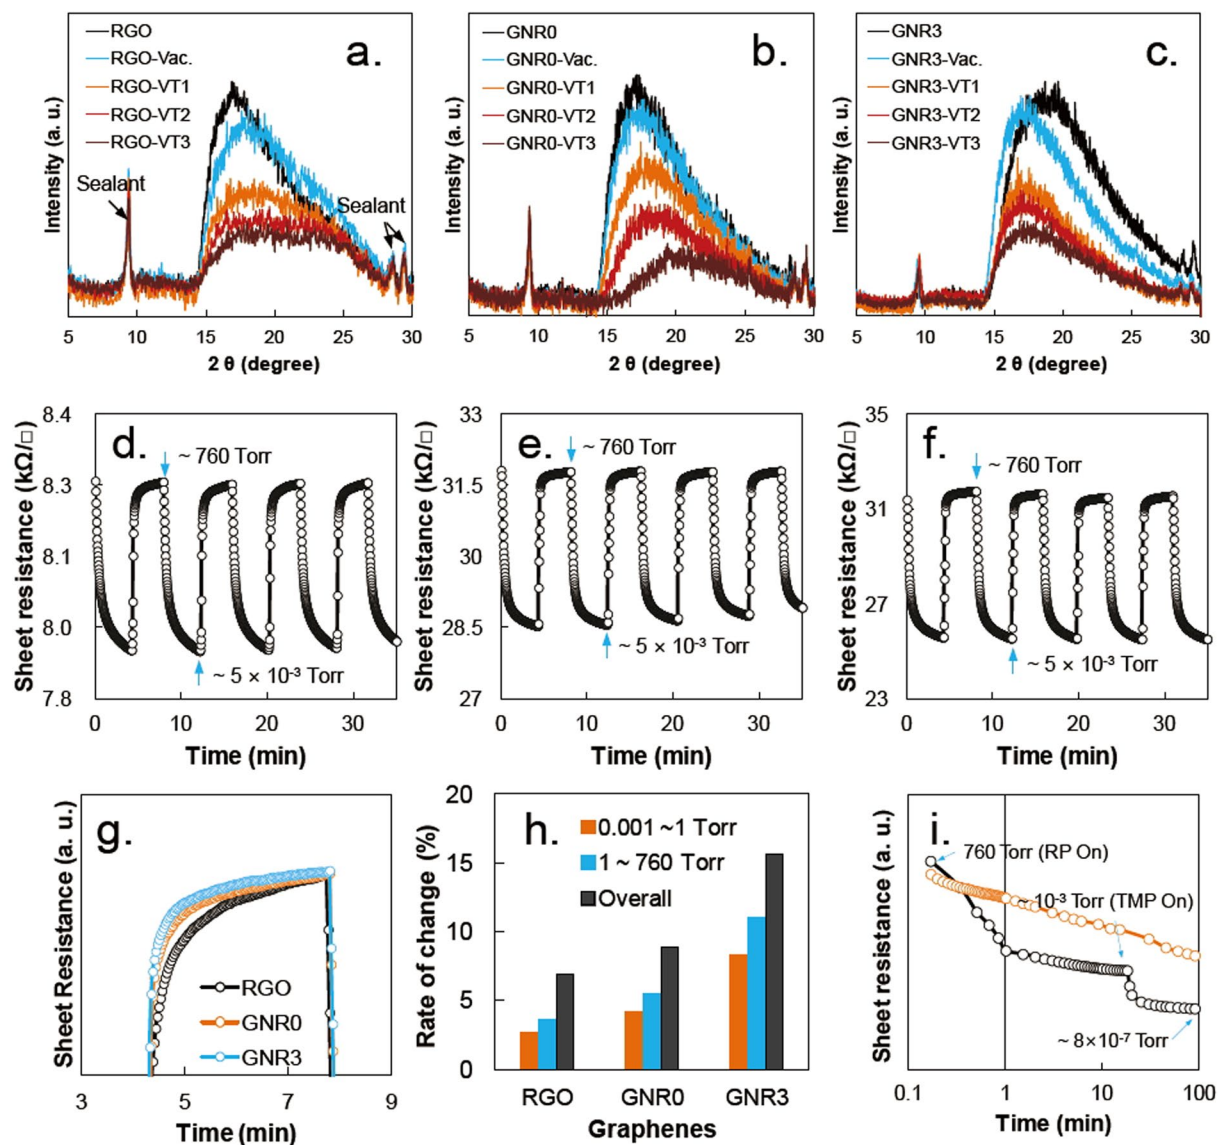 RGO
RGO-Vac.
RGO-VT1
RGO-VT2
RGO-VT3
a.
Sealant
Sealant
Intensity (a. u.)
5 10 15 20 25 30
2 θ (degree)
GNR0
GNR0-Vac.
GNR0-VT1
GNR0-VT2
GNR0-VT3
b.
Intensity (a. u.)
5 10 15 20 25 30
2 θ (degree)
GNR3
GNR3-Vac.
GNR3-VT1
GNR3-VT2
GNR3-VT3
c.
Intensity (a. u.)
5 10 15 20 25 30
2 θ (degree)
Sheet resistance (kΩ/□)
8.4
8.3
8.1
8.0
7.8
d.
~ 760 Torr
~ 5 × 10⁻³ Torr
0 10 20 30
Time (min)
Sheet resistance (kΩ/□)
33
31.5
30
28.5
27
e.
~ 760 Torr
~ 5 × 10⁻³ Torr
0 10 20 30
Time (min)
Sheet resistance (kΩ/□)
35
31
27
23
f.
~ 760 Torr
~ 5 × 10⁻³ Torr
0 10 20 30
Time (min)
Sheet Resistance (a. u.)
g.
RGO
GNR0
GNR3
3 5 7 9
Time (min)
Rate of change (%)
20
15
10
5
0
h.
0.001 ~1 Torr
1 ~ 760 Torr
Overall
RGO GNR0 GNR3
Graphenes
Sheet resistance (a. u.)
i.
760 Torr (RP On)
~ 10⁻³ Torr (TMP On)
~ 8×10⁻⁷ Torr
0.1 1 10 100
Time (min)